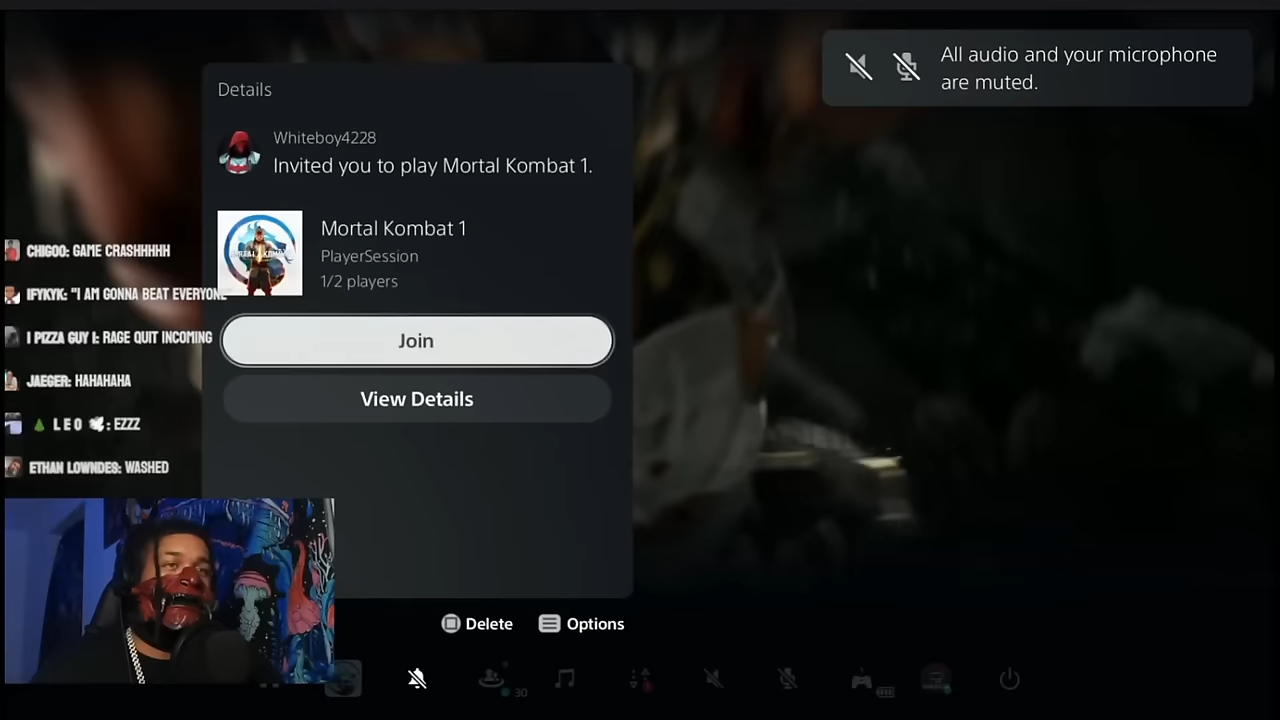 All audio and your microphone
are muted.
Details
Whiteboy4228
Invited you to play Mortal Kombat 1.
Mortal Kombat 1
PlayerSession
1/2 players
Join
View Details
CHIGOO: GAME CRASHHHHH
IFYKYK: "I AM GONNA BEAT EVERYONE
I PIZZA GUY I: RAGE QUIT INCOMING
JAEGER: HAHAHAHA
L E O : EZZZ
ETHAN LOWNDES: WASHED
Delete
Options
30